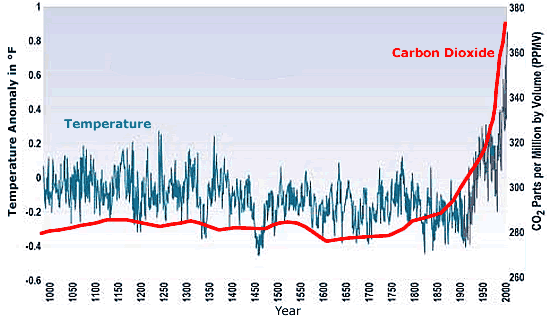 1
0.8
0.6
0.4
0.2
0
-0.2
-0.4
-0.6
Temperature Anomaly in °F
Temperature
Carbon Dioxide
380
360
340
320
300
280
260
CO2 Parts per Million by Volume (PPMV)
1000 1050 1100 1150 1200 1250 1300 1350 1400 1450 1500 1550 1600 1650 1700 1750 1800 1850 1900 1950 2000
Year